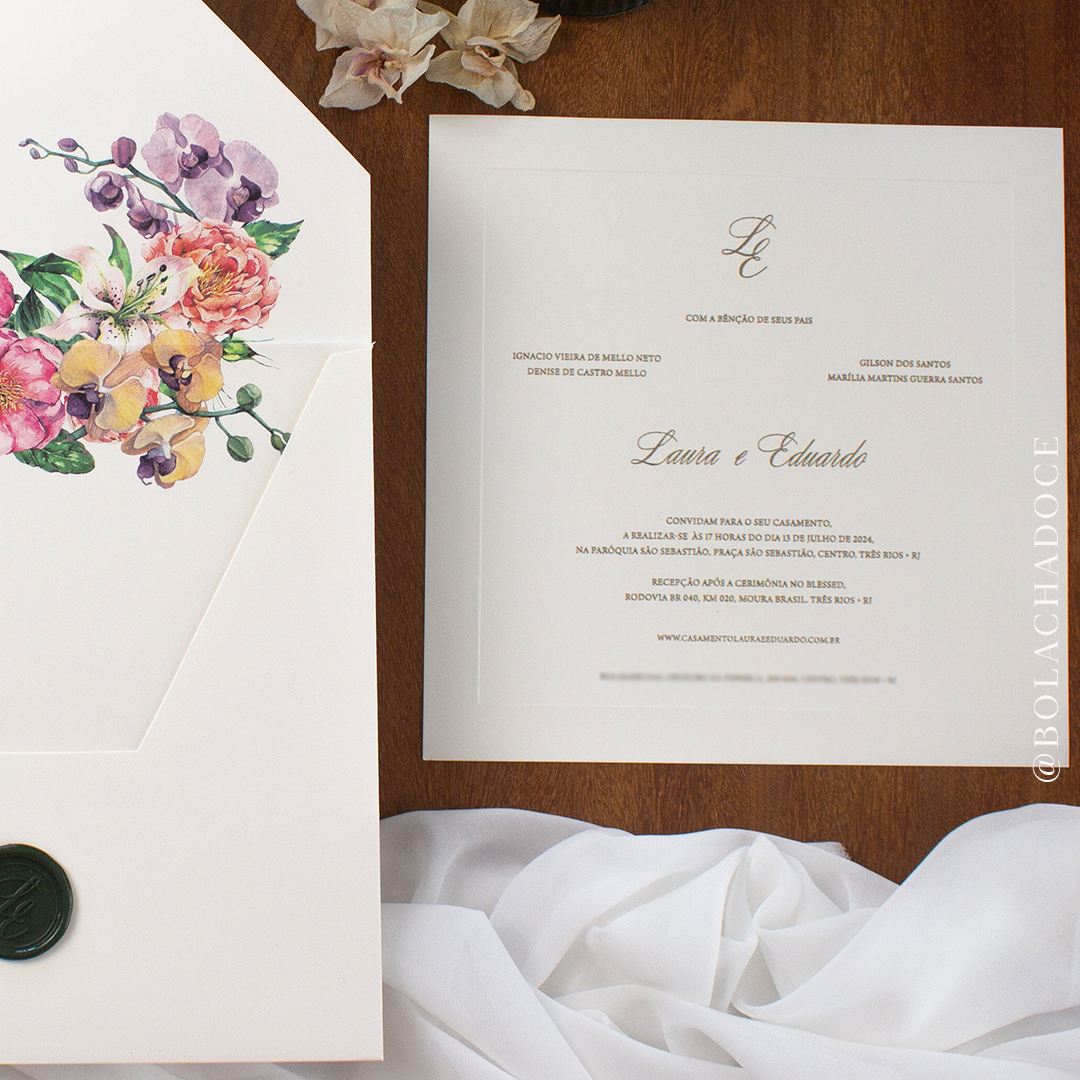 LE
COM A BÊNÇÃO DE SEUS PAIS
IGNACIO VIEIRA DE MELLO NETO
DENISE DE CASTRO MELLO
GILSON DOS SANTOS
MARÍLIA MARTINS GUERRA SANTOS
Laura e Eduardo
CONVIDAM PARA O SEU CASAMENTO,
A REALIZAR-SE ÀS 17 HORAS DO DIA 13 DE JULHO DE 2024,
NA PARÓQUIA SÃO SEBASTIÃO, PRAÇA SÃO SEBASTIÃO, CENTRO. TRÊS RIOS • RJ
RECEPÇÃO APÓS A CERIMÔNIA NO BLESSED,
RODOVIA BR 040, KM 020, MOURA BRASIL. TRÊS RIOS • RJ
WWW.CASAMENTOLAURAEEDUARDO.COM.BR
@BOLACHADOCE
LE